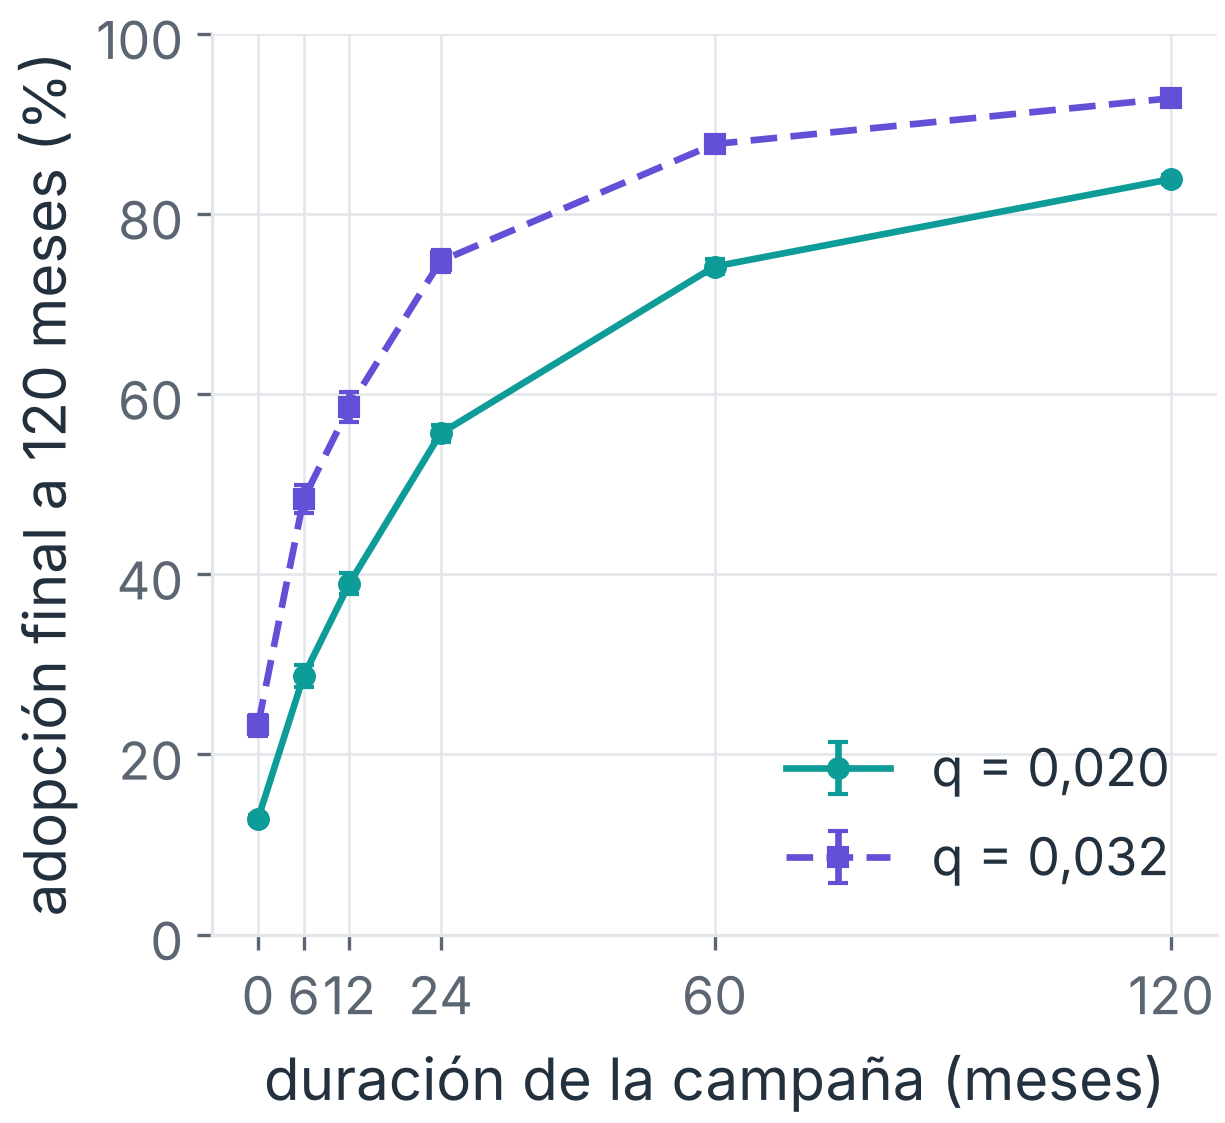 adopción final a 120 meses (%)
100
80
60
40
20
0
q = 0,020
q = 0,032
0 6 12 24 60 120
duración de la campaña (meses)